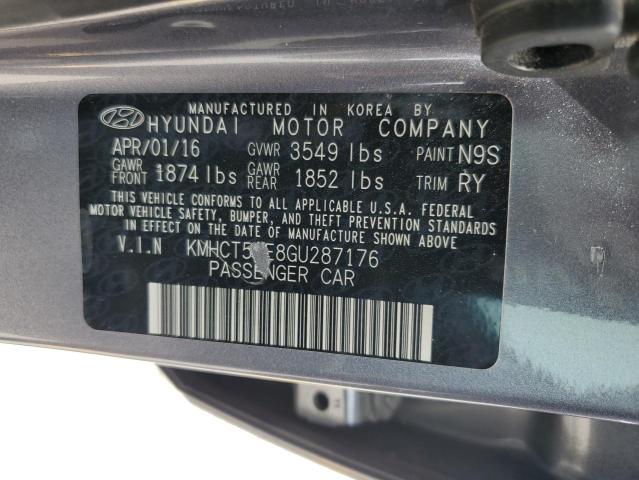 MANUFACTURED IN KOREA BY
HYUNDAI MOTOR COMPANY
APR/01/16 GVWR 3549 lbs PAINT N9S
GAWR FRONT 1874 lbs GAWR REAR 1852 lbs TRIM RY
THIS VEHICLE CONFORMS TO ALL APPLICABLE U.S.A. FEDERAL
MOTOR VEHICLE SAFETY, BUMPER, AND THEFT PREVENTION STANDARDS
IN EFFECT ON THE DATE OF MANUFACTURE SHOWN ABOVE.
V.I.N
PASSENGER CAR